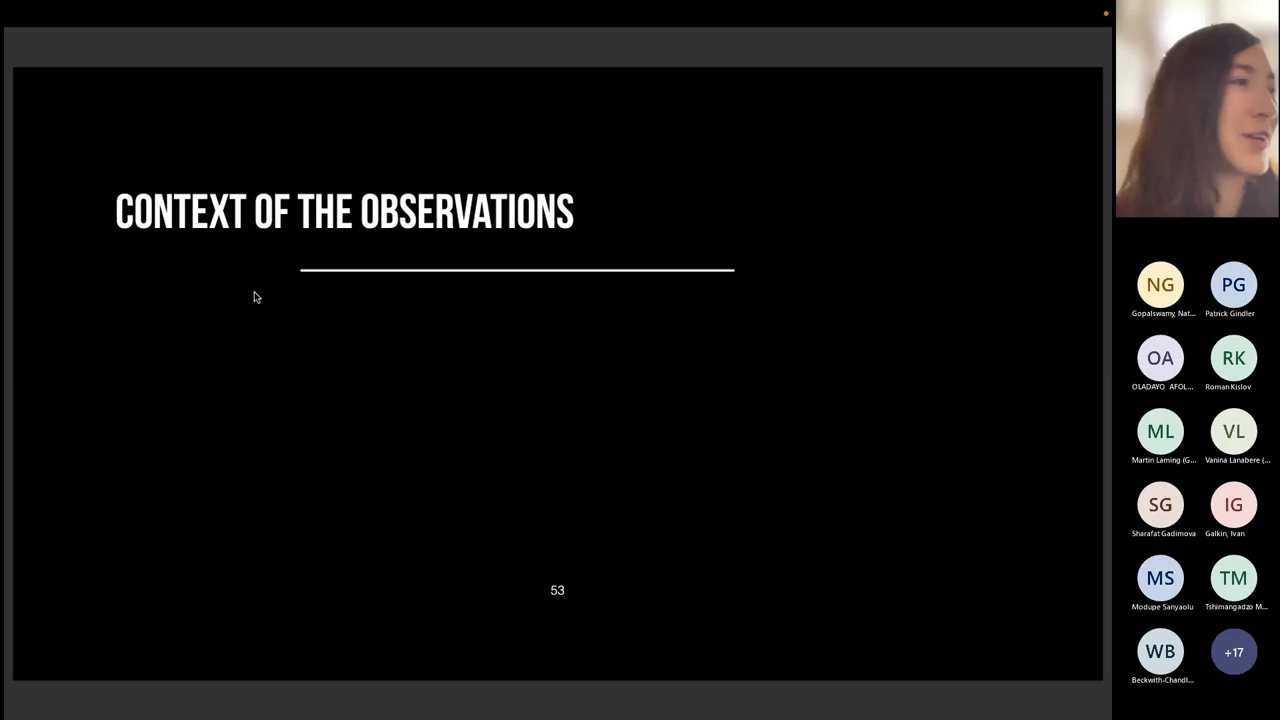 CONTEXT OF THE OBSERVATIONS
53
NG
PG
Gopalswamy, Nat...
Patrick Gindler
OA
RK
OLADAYO AFOL...
Roman Kislov
ML
VL
Martin Laming (G...
Vanina Lanabere (...
SG
IG
Sharafat Gadimova
Galkin, Ivan
MS
TM
Modupe Sanyaolu
Tshimangadzo M...
WB
+17
Beckwith-Chandl...